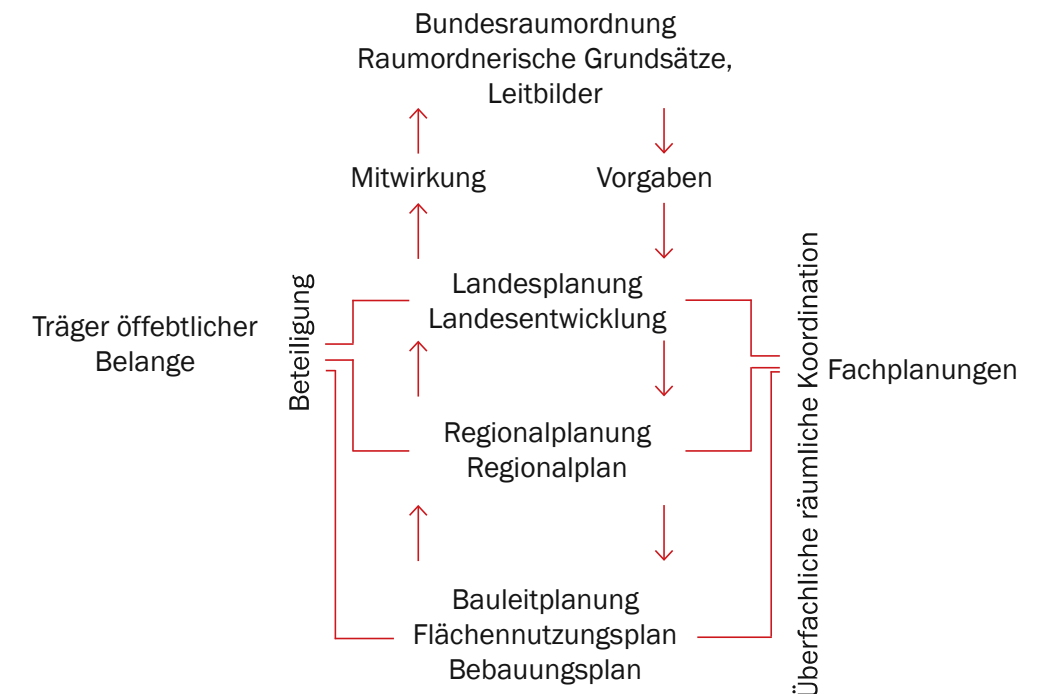 Bundesraumordnung
Raumordnerische Grundsätze,
Leitbilder
Mitwirkung
Vorgaben
Landesplanung
Landesentwicklung
Träger öffebtlicher
Belange
Beteiligung
Überfachliche räumliche Koordination
Fachplanungen
Regionalplanung
Regionalplan
Bauleitplanung
Flächennutzungsplan
Bebauungsplan